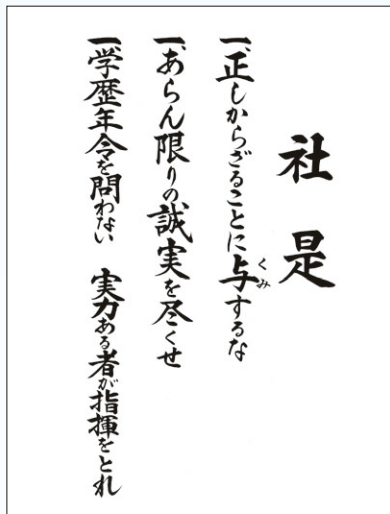 社是
一、正しからざることに与するな
くみ
一、あらん限りの誠実を尽くせ
一、学歴年令を問わない　実力ある者が指揮をとれ